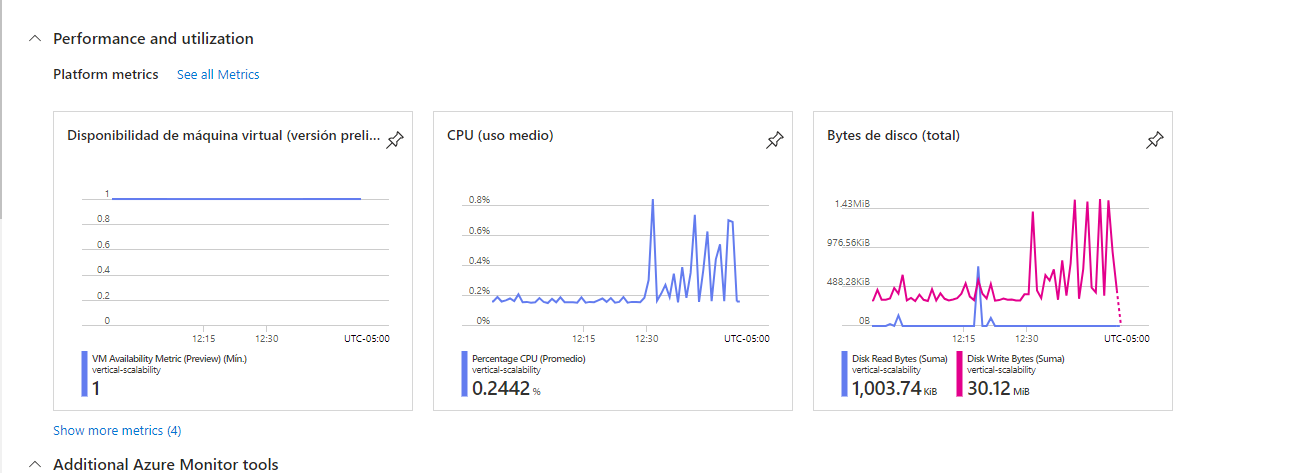 Performance and utilization
Platform metrics See all Metrics
Disponibilidad de máquina virtual (versión preli...
1
0.8
0.6
0.4
0.2
0
12:15 12:30 UTC-05:00
VM Availability Metric (Preview) (Mín.)
vertical-scalability
1
CPU (uso medio)
0.8%
0.6%
0.4%
0.2%
0%
12:15 12:30 UTC-05:00
Percentage CPU (Promedio)
vertical-scalability
0.2442 %
Bytes de disco (total)
1.43MiB
976.56KiB
488.28KiB
0B
12:15 12:30 UTC-05:00
Disk Read Bytes (Suma)
vertical-scalability
1,003.74 KiB
Disk Write Bytes (Suma)
vertical-scalability
30.12 MiB
Show more metrics (4)
Additional Azure Monitor tools